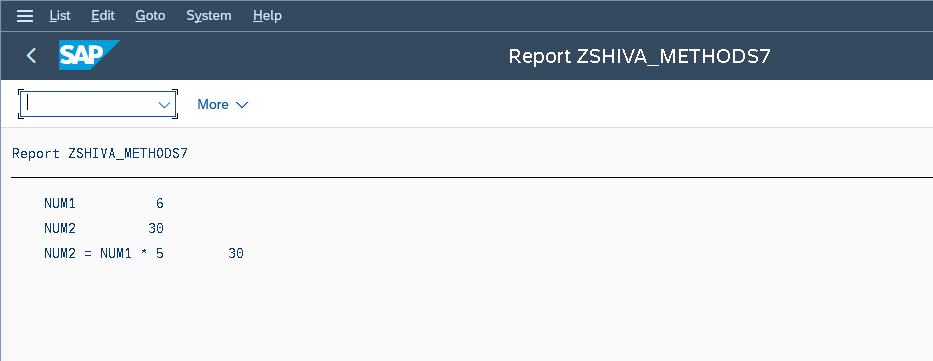 List Edit Goto System Help
SAP Report ZSHIVA_METHODS7
More
Report ZSHIVA_METHODS7
NUM1 6
NUM2 30
NUM2 = NUM1 * 5 30